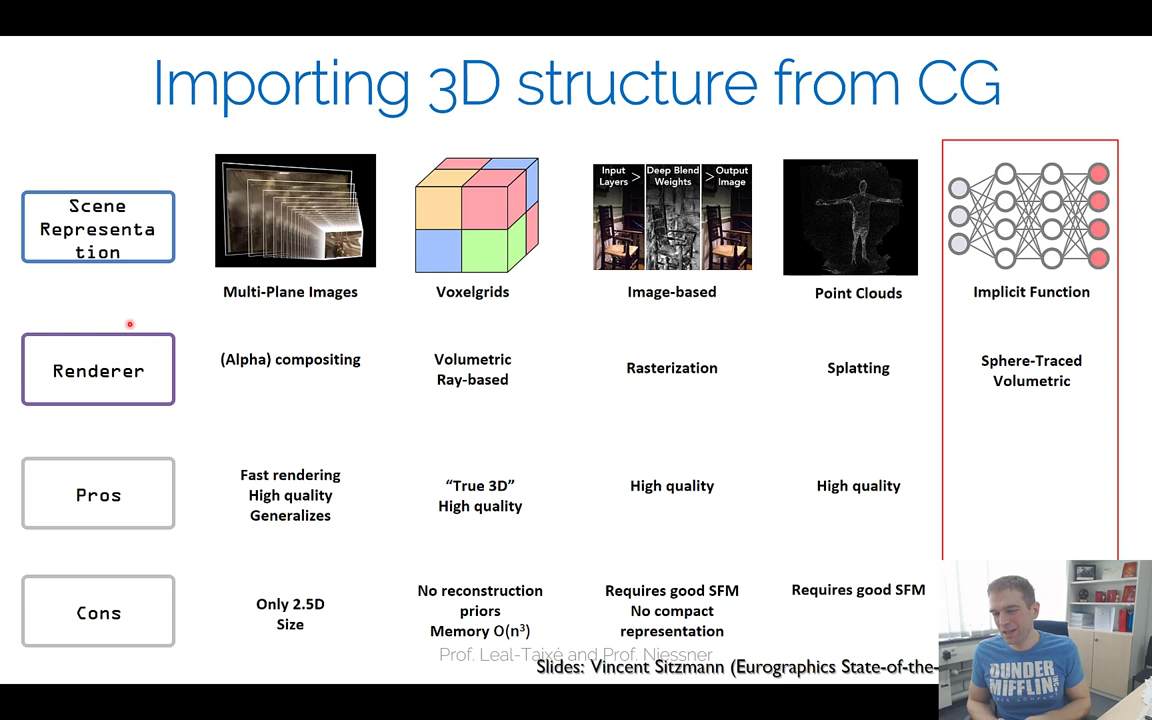 Importing 3D structure from CG
Scene
Representa
tion
Input
Layers >
Deep Blend
Weights
> Output
Image
Multi-Plane Images
Voxelgrids
Image-based
Point Clouds
Implicit Function
Renderer
(Alpha) compositing
Volumetric
Ray-based
Rasterization
Splatting
Sphere-Traced
Volumetric
Pros
Fast rendering
High quality
Generalizes
“True 3D”
High quality
High quality
High quality
Cons
Only 2.5D
Size
No reconstruction
priors
Memory O(n³)
Requires good SFM
No compact
representation
Requires good SFM
Prof. Leal-Taixé and Prof. Niessner
Slides: Vincent Sitzmann (Eurographics State-of-the-
DUNDER
MIFFLIN